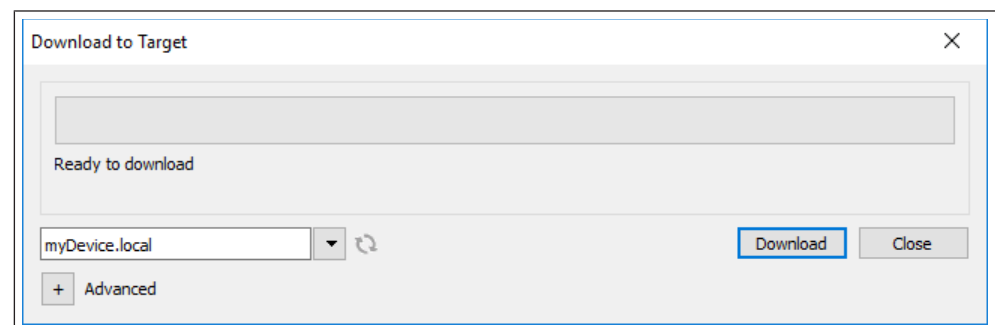 Download to Target
Ready to download
myDevice.local
Download Close
+ Advanced